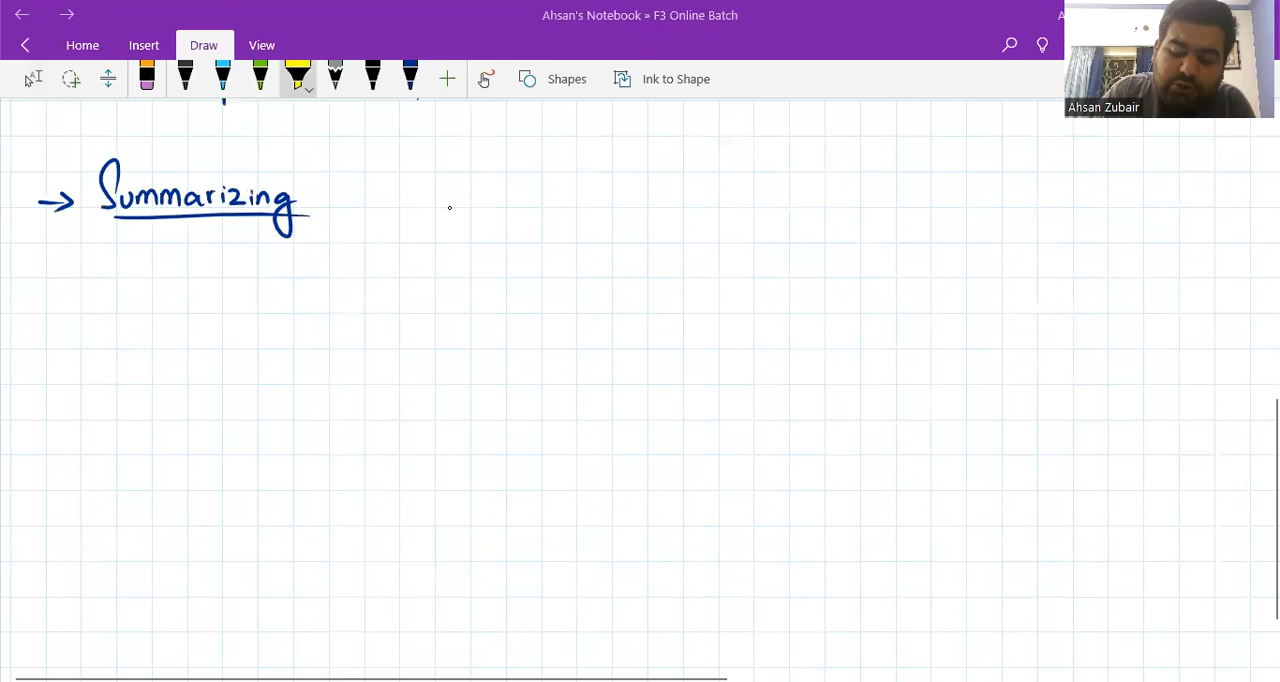 Ahsan's Notebook » F3 Online Batch
Home Insert Draw View
Shapes Ink to Shape
Ahsan Zubair
→ Summarizing